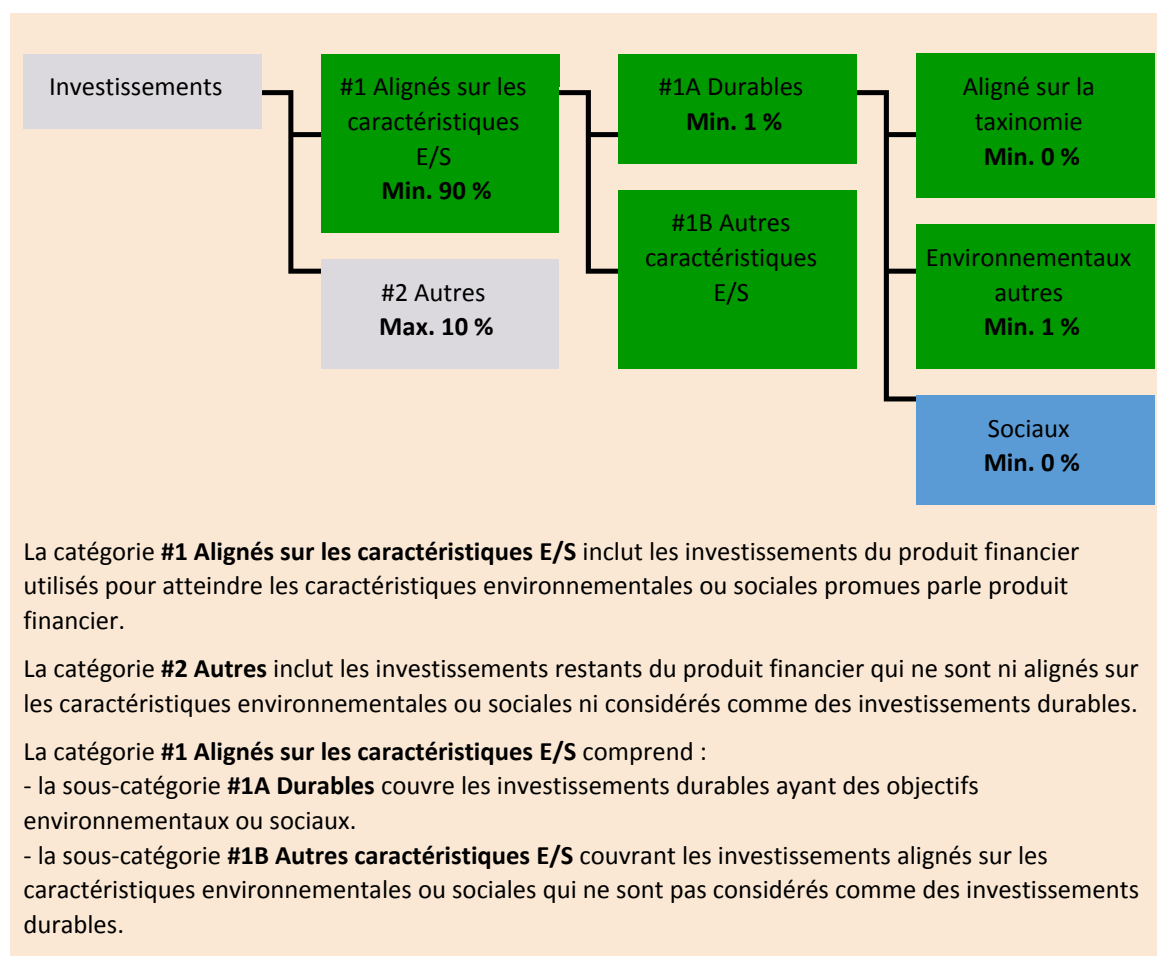 Investissements
#1 Alignés sur les
caractéristiques
E/S
Min. 90 %
#2 Autres
Max. 10 %
#1A Durables
Min. 1 %
#1B Autres
caractéristiques
E/S
Aligné sur la
taxinomie
Min. 0 %
Environnementaux
autres
Min. 1 %
Sociaux
Min. 0 %
La catégorie #1 Alignés sur les caractéristiques E/S inclut les investissements du produit financier
utilisés pour atteindre les caractéristiques environnementales ou sociales promues parle produit
financier.
La catégorie #2 Autres inclut les investissements restants du produit financier qui ne sont ni alignés sur
les caractéristiques environnementales ou sociales ni considérés comme des investissements durables.
La catégorie #1 Alignés sur les caractéristiques E/S comprend :
- la sous-catégorie #1A Durables couvre les investissements durables ayant des objectifs
environnementaux ou sociaux.
- la sous-catégorie #1B Autres caractéristiques E/S couvrant les investissements alignés sur les
caractéristiques environnementales ou sociales qui ne sont pas considérés comme des investissements
durables.